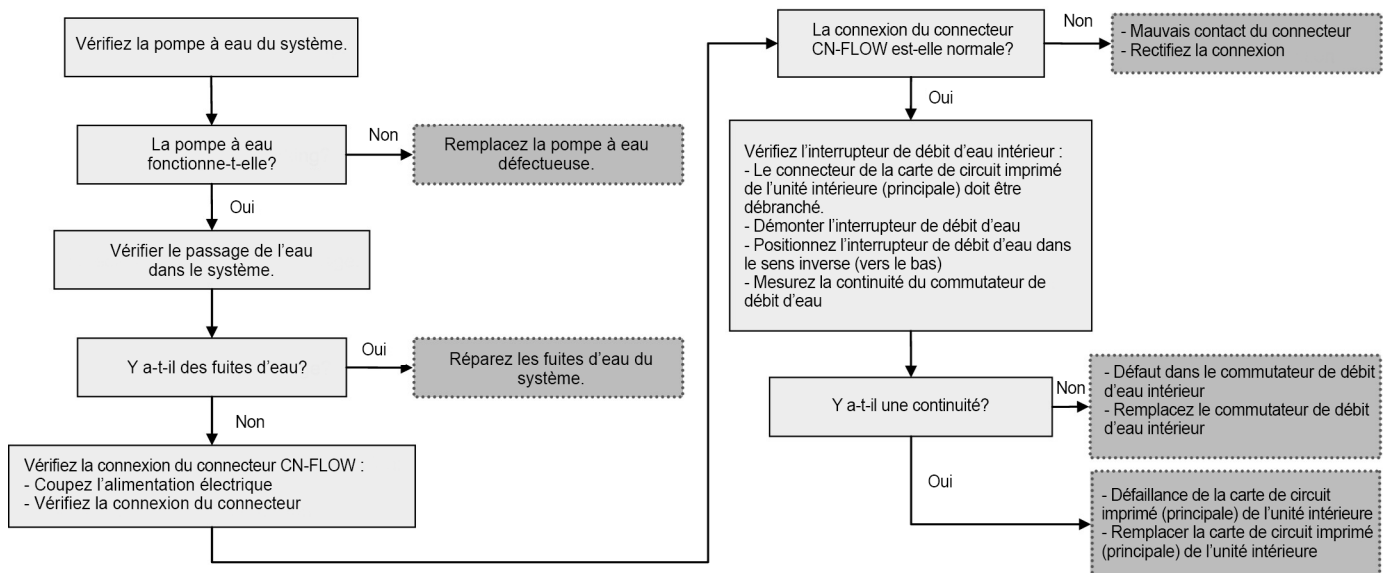 Vérifiez la pompe à eau du système.
La pompe à eau
fonctionne-t-elle?
Non
Remplacez la pompe à eau
défectueuse.
Oui
Vérifier le passage de l'eau
dans le système.
Y a-t-il des fuites d'eau?
Oui
Réparez les fuites d'eau du
système.
Non
Vérifiez la connexion du connecteur CN-FLOW :
- Coupez l'alimentation électrique
- Vérifiez la connexion du connecteur
La connexion du connecteur
CN-FLOW est-elle normale?
Non
- Mauvais contact du connecteur
- Rectifiez la connexion
Oui
Vérifiez l'interrupteur de débit d'eau intérieur :
- Le connecteur de la carte de circuit imprimé
de l'unité intérieure (principale) doit être
débranché.
- Démonter l'interrupteur de débit d'eau
- Positionnez l'interrupteur de débit d'eau dans
le sens inverse (vers le bas)
- Mesurez la continuité du commutateur de
débit d'eau
Y a-t-il une continuité?
Non
- Défaut dans le commutateur de débit
d'eau intérieur
- Remplacez le commutateur de débit
d'eau intérieur
Oui
- Défaillance de la carte de circuit
imprimé (principale) de l'unité intérieure
- Remplacer la carte de circuit imprimé
(principale) de l'unité intérieure